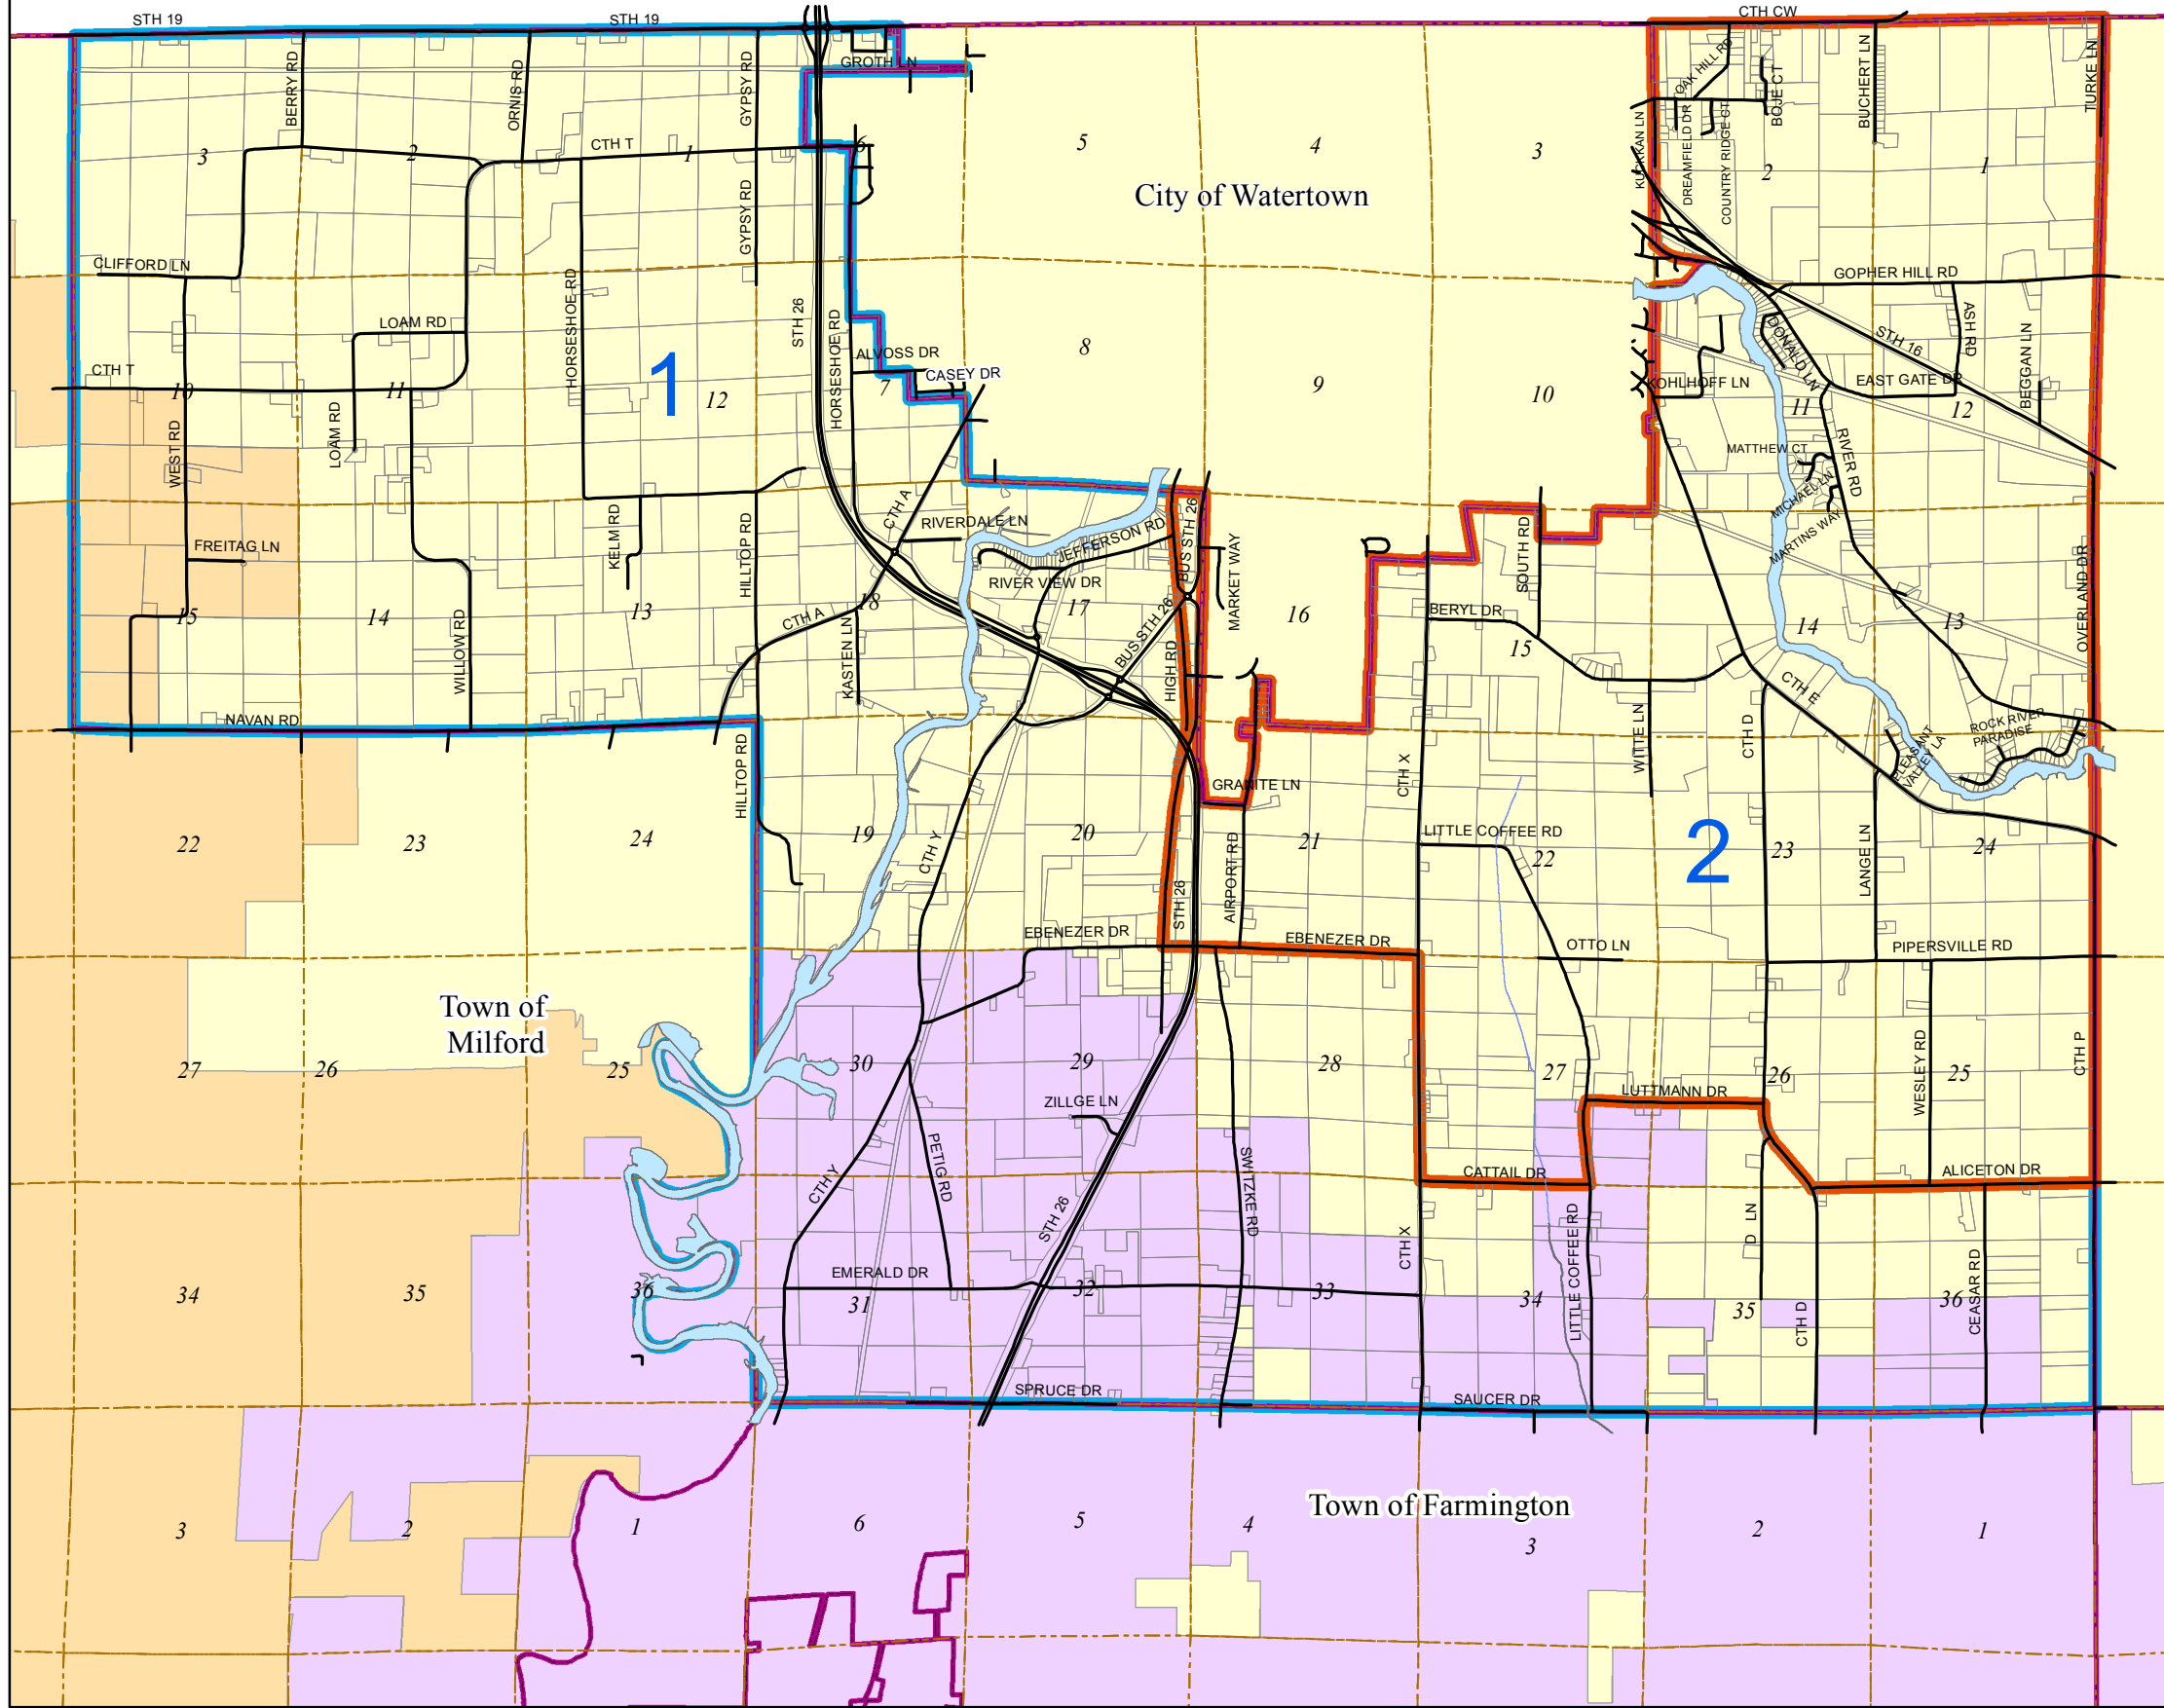 STH 19
STH 19
CTH CW
BERRY RD
ORNIS RD
GYPSY RD
GROTH LN
OAK HILL RD
BOJE CT
BUCHERT LN
TURKE LN
3
2
CTH T
1
6
5
4
3
KUCKKAN LN
DREAMFIELD DR
COUNTRY RIDGE CT
2
1
City of Watertown
GYPSY RD
CLIFFORD LN
GOPHER HILL RD
HORSESHOE RD
STH 26
HORSESHOE RD
LOAM RD
ALVOSS DR
8
DONALD LN
STH 16
ASH RD
BEGGAN LN
CTH T
10
11
1
12
7
CASEY DR
9
10
KOHLHOFF LN
EAST GATE DR
11
12
WEST RD
LOAM RD
MATTHEW CT
RIVER RD
MICHAEL LN
MARTINS WAY
FREITAG LN
KELM RD
HILLTOP RD
CTH A
RIVERDALE LN
JEFFERSON RD
BUS STH 26
MARKET WAY
SOUTH RD
OVERLAND DR
RIVER VIEW DR
15
14
WILLOW RD
13
CTH A
18
17
16
BERYL DR
15
14
13
KASTEN LN
BUS STH 26
HIGH RD
NAVAN RD
HILLTOP RD
CTH X
WITTE LN
CTH D
CTH F
PLEASANT
VALLEY LA
ROCK RIVER
PARADISE
GRANITE LN
22
23
24
19
CTH Y
20
21
LITTLE COFFEE RD
22
2
23
LANGE LN
24
STH 26
AIRPORT RD
EBENEZER DR
EBENEZER DR
OTTO LN
PIPERSVILLE RD
Town of
Milford
27
26
25
30
29
28
27
26
25
WESLEY RD
CTH P
ZILLGE LN
LUTTMANN DR
CTH Y
PETIG RD
SWITZKE RD
CATTAIL DR
ALICETON DR
STH 26
CTH X
LITTLE COFFEE RD
D LN
CEASAR RD
CTH D
34
35
36
EMERALD DR
31
32
33
34
35
36
SPRUCE DR
SAUCER DR
Town of Farmington
3
2
1
6
5
4
3
2
1